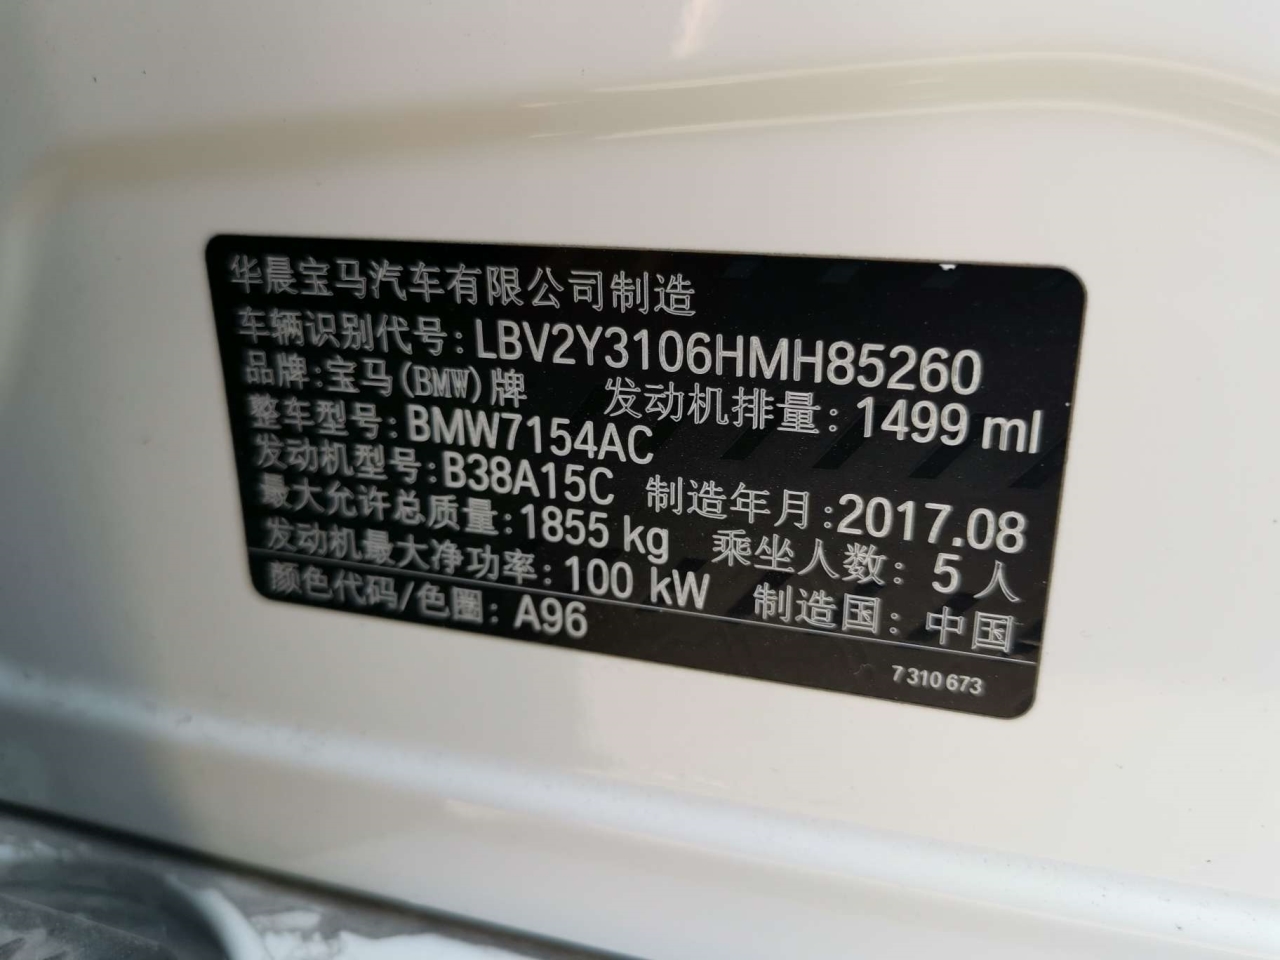 华晨宝马汽车有限公司制造
车辆识别代号: LBV2Y3106HMH85260
品牌: 宝马(BMW)牌 发动机排量: 1499 ml
整车型号: BMW7154AC
发动机型号: B38A15C 制造年月: 2017.08
最大允许总质量: 1855 kg 乘坐人数: 5 人
发动机最大净功率: 100 kW 制造国: 中国
颜色代码/色圈: A96
7 310 673